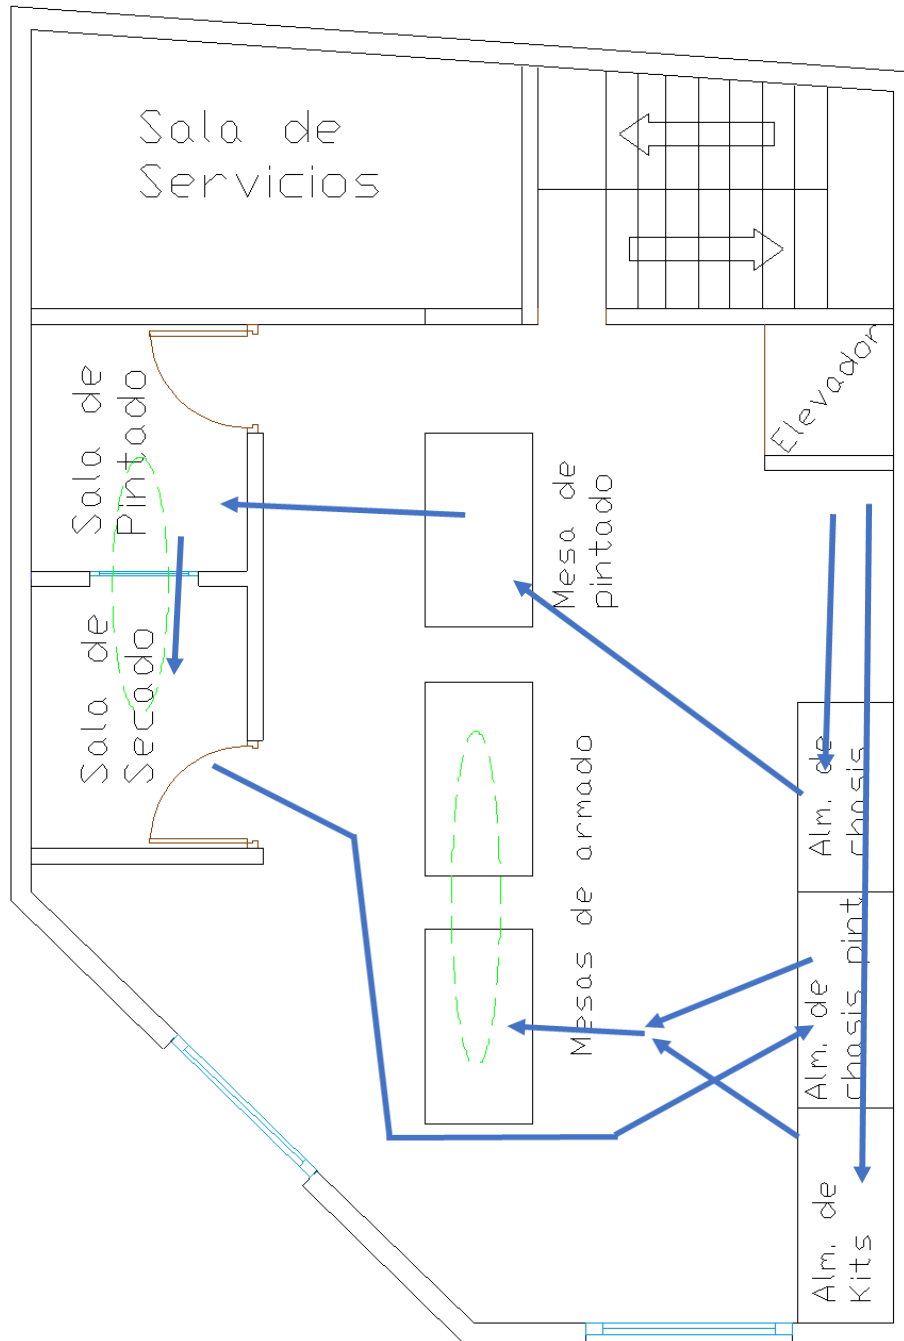 Sala de
Servicios
Elevador
Sala de
Pintado
Mesa de
pintado
Sala de
Secado
Mesas de armado
Alm. de
chasis
Alm. de
chasis pint
Alm. de
Kits